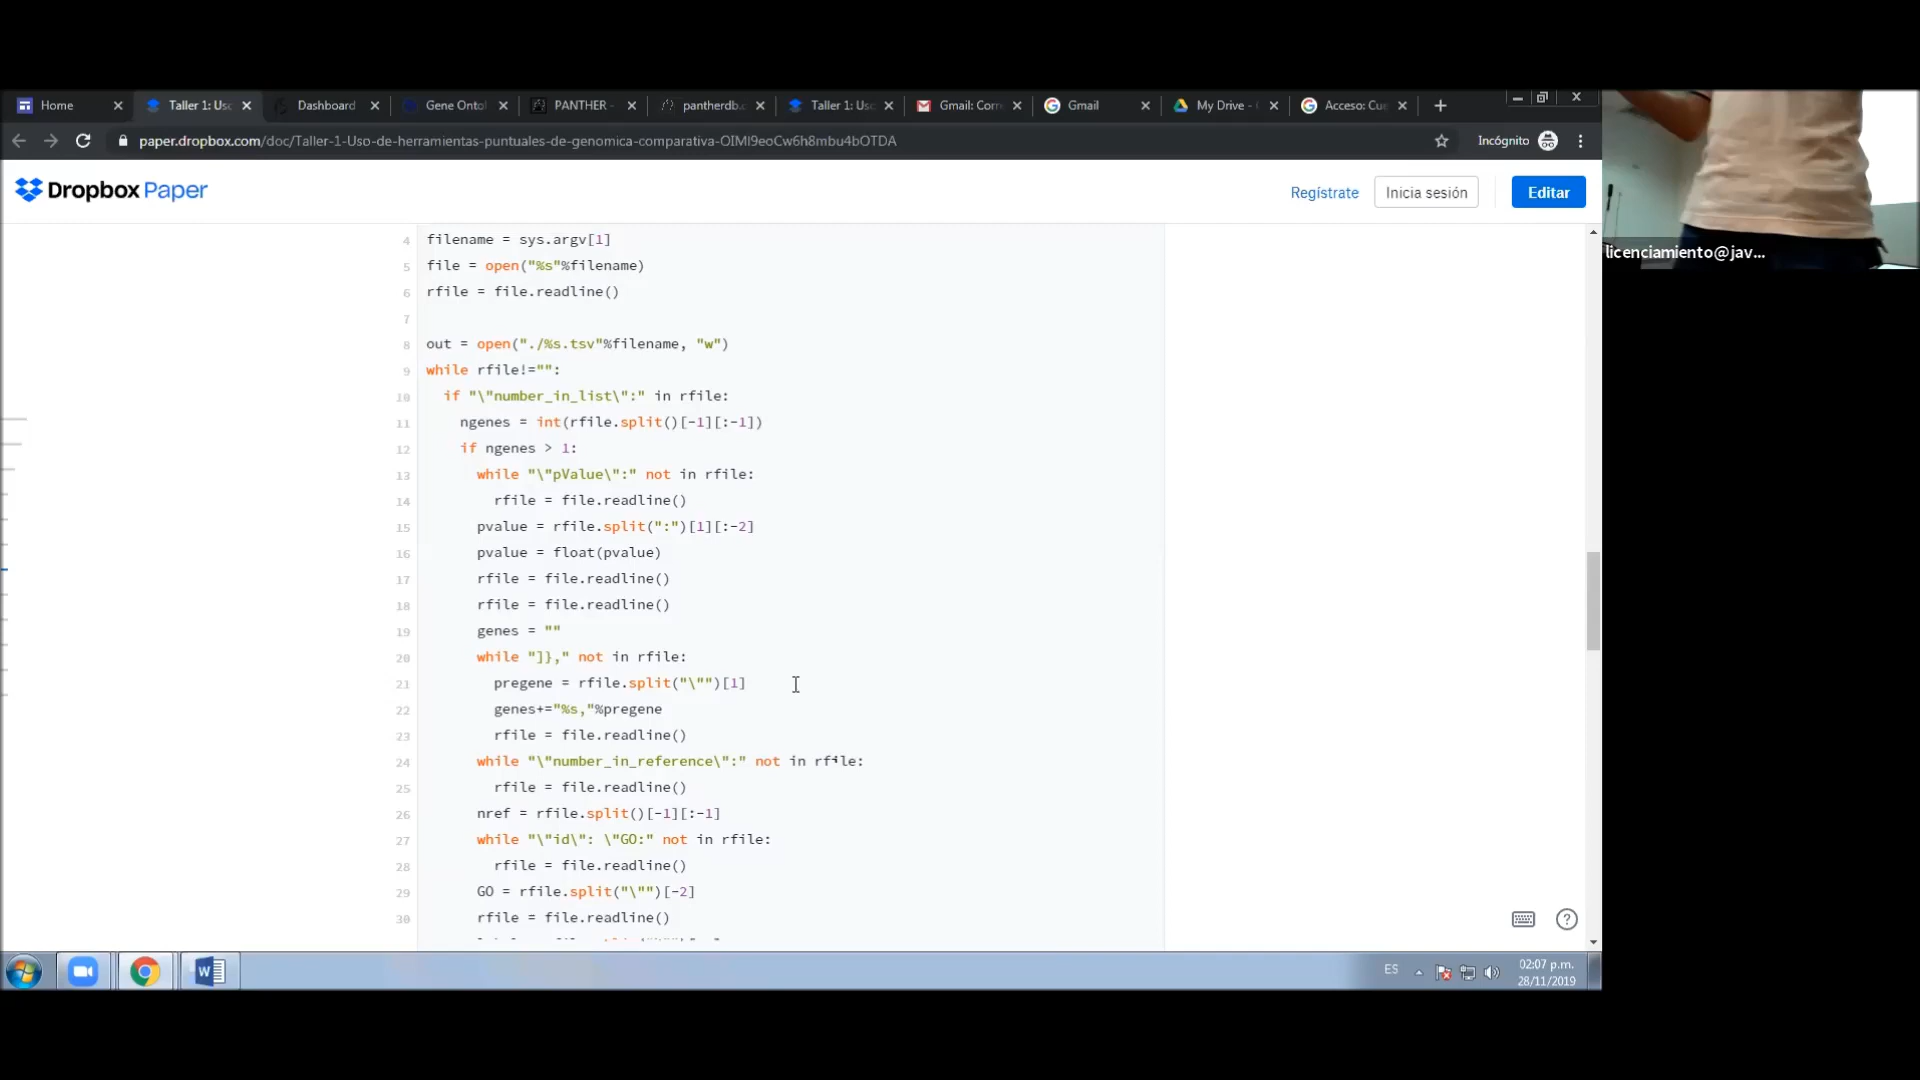 Home
Taller 1: Usc
Dashboard
Gene Ontol
PANTHER -
pantherdb.c
Taller 1: Usc
Gmail: Corr
Gmail
My Drive -
Acceso: Cu
paper.dropbox.com/doc/Taller-1-Uso-de-herramientas-puntuales-de-genomica-comparativa-OIMl9eoCw6h8mbu4bOTDA
Incógnito
Dropbox Paper
Regístrate
Inicia sesión
Editar
licenciamiento@jav...
4 filename = sys.argv[1]
5 file = open("%s"%filename)
6 rfile = file.readline()
7
8 out = open("./%s.tsv"%filename, "w")
9 while rfile!="":
10 if "\"number_in_list\":" in rfile:
11 ngenes = int(rfile.split()[-1][:-1])
12 if ngenes > 1:
13 while "\"pValue\":" not in rfile:
14 rfile = file.readline()
15 pvalue = rfile.split(":")[1][:-2]
16 pvalue = float(pvalue)
17 rfile = file.readline()
18 rfile = file.readline()
19 genes = ""
20 while "]}," not in rfile:
21 pregene = rfile.split("\"")[1]
22 genes+="%s,"%pregene
23 rfile = file.readline()
24 while "\"number_in_reference\":" not in rfile:
25 rfile = file.readline()
26 nref = rfile.split()[-1][:-1]
27 while "\"id\": \"GO:" not in rfile:
28 rfile = file.readline()
29 GO = rfile.split("\"")[-2]
30 rfile = file.readline()
ES
02:07 p.m.
28/11/2019